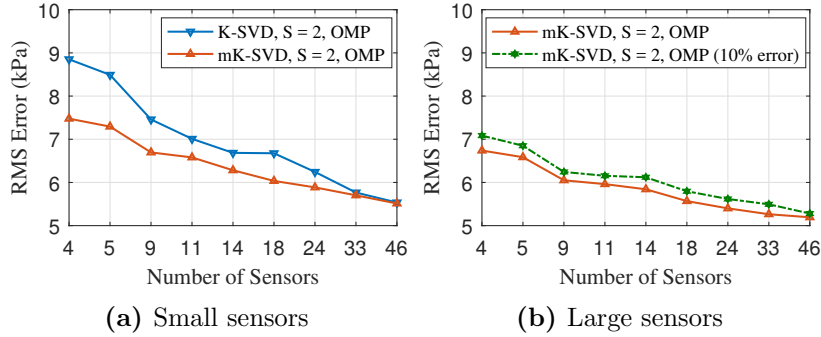 10
9
8
7
6
5
RMS Error (kPa)
K-SVD, S = 2, OMP
mK-SVD, S = 2, OMP
4 5 9 11 14 18 24 33 46
Number of Sensors
(a) Small sensors
10
9
8
7
6
5
RMS Error (kPa)
mK-SVD, S = 2, OMP
mK-SVD, S = 2, OMP (10% error)
4 5 9 11 14 18 24 33 46
Number of Sensors
(b) Large sensors